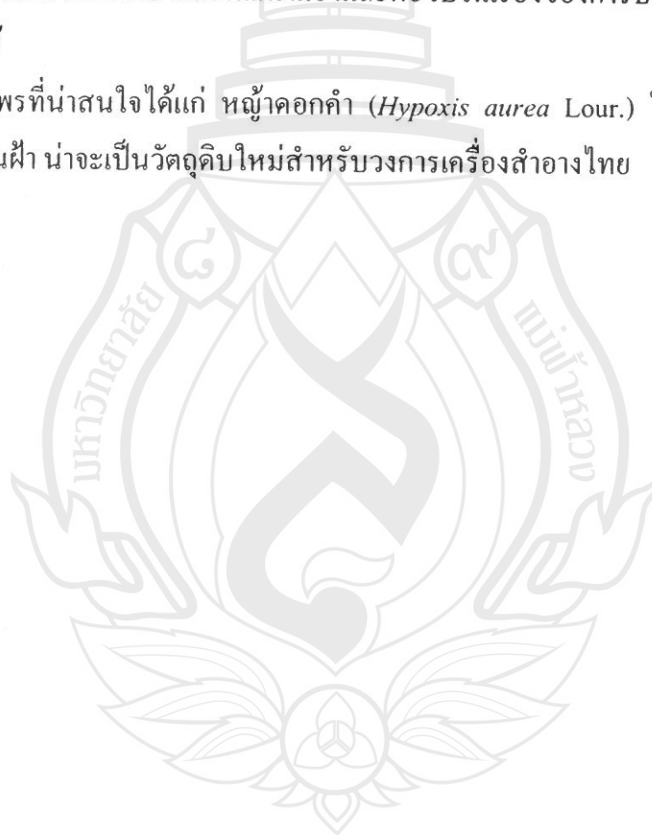 พรที่น่าสนใจได้แก่ หญ้าดอกคำ (Hypoxis aurea Lour.)
นฝ้า น่าจะเป็นวัตถุดิบใหม่สำหรับวงการเครื่องสำอางไทย
๘ ๙
มหาวิทยาลัย แม่ฟ้าหลวง